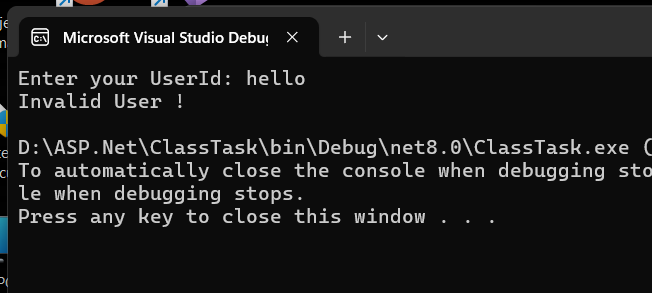 Microsoft Visual Studio Debug
Enter your UserId: hello
Invalid User !
D:\ASP.Net\ClassTask\bin\Debug\net8.0\ClassTask.exe (
To automatically close the console when debugging sto
le when debugging stops.
Press any key to close this window . . .